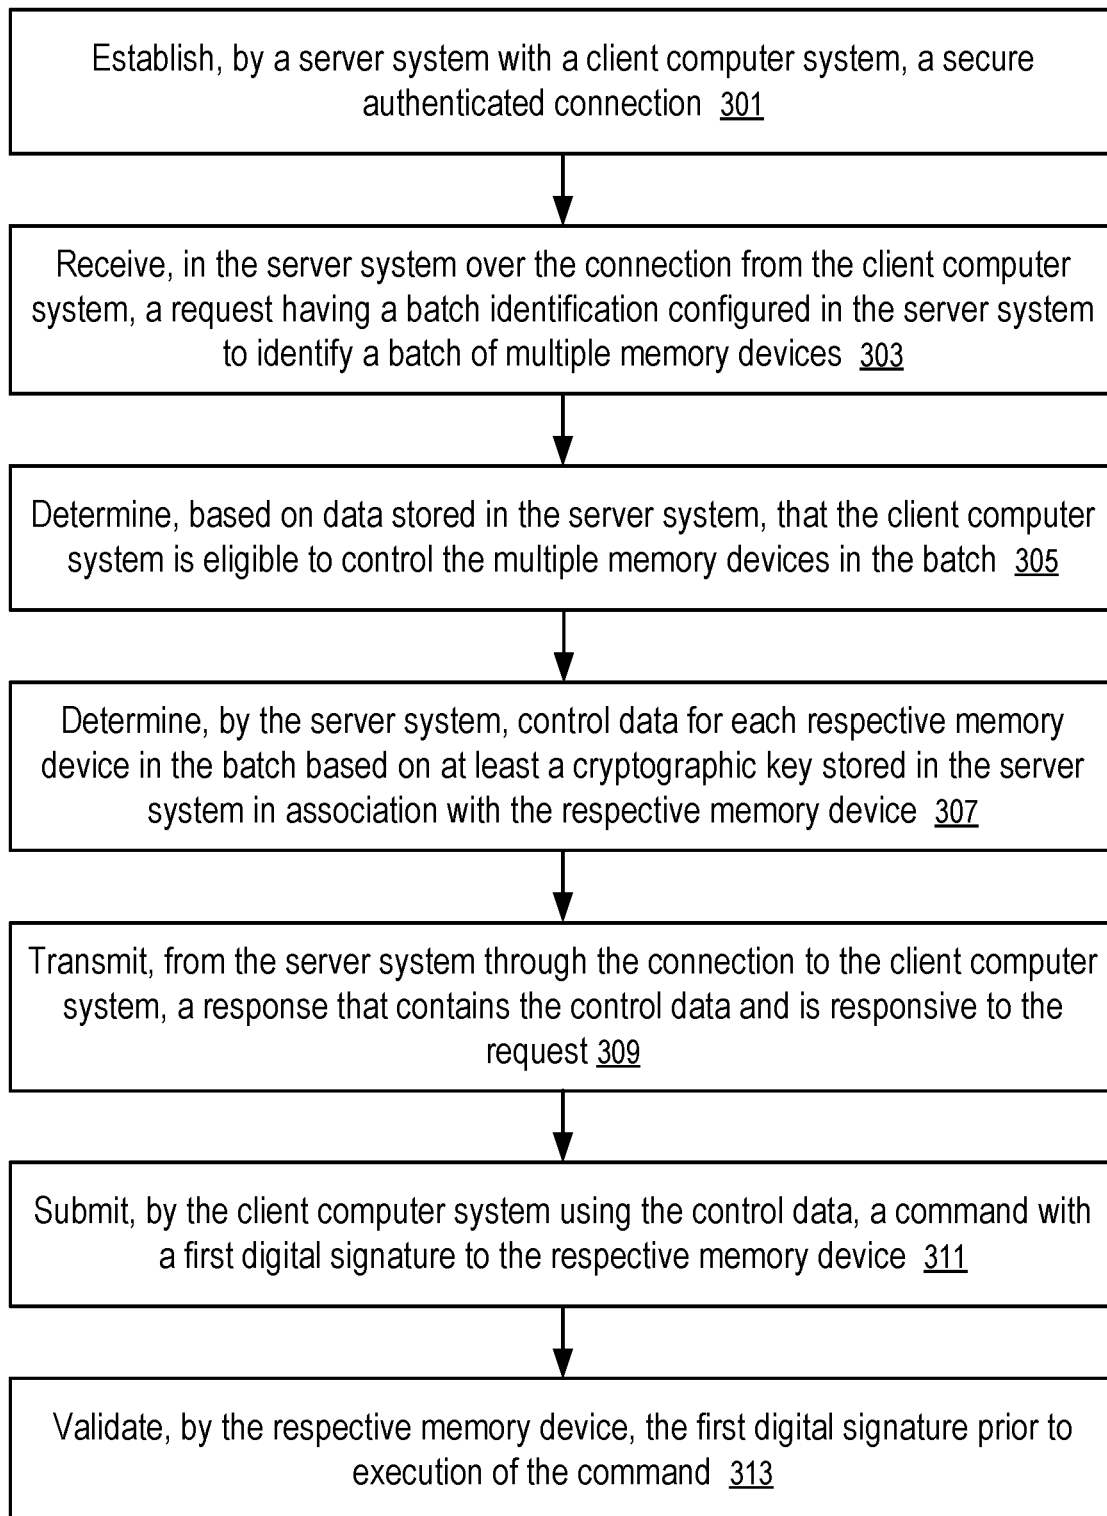 Establish, by a server system with a client computer system, a secure
authenticated connection 301
Receive, in the server system over the connection from the client computer
system, a request having a batch identification configured in the server system
to identify a batch of multiple memory devices 303
Determine, based on data stored in the server system, that the client computer
system is eligible to control the multiple memory devices in the batch 305
Determine, by the server system, control data for each respective memory
device in the batch based on at least a cryptographic key stored in the server
system in association with the respective memory device 307
Transmit, from the server system through the connection to the client computer
system, a response that contains the control data and is responsive to the
request 309
Submit, by the client computer system using the control data, a command with
a first digital signature to the respective memory device 311
Validate, by the respective memory device, the first digital signature prior to
execution of the command 313